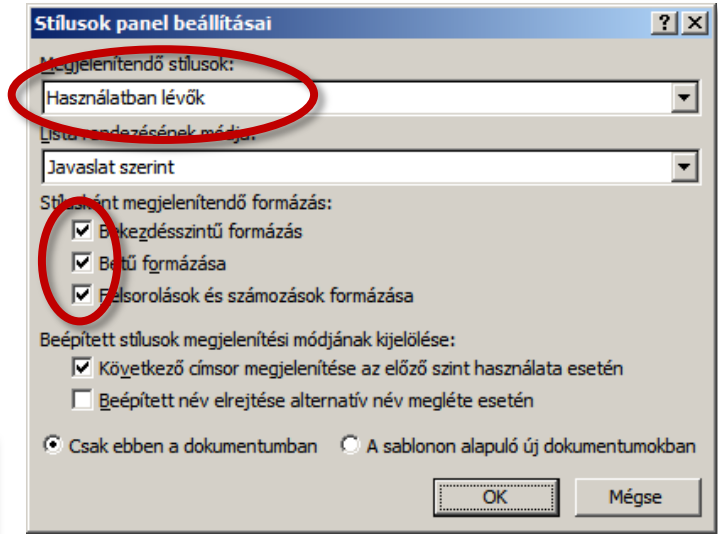 Stílusok panel beállításai
Megjelenítendő stílusok:
Használatban lévők
Lista rendezésének módja:
Javaslat szerint
Stílusként megjelenítendő formázás:
Bekezdésszintű formázás
Betű formázása
Felsorolások és számozások formázása
Beépített stílusok megjelenítési módjának kijelölése:
Következő címsor megjelenítése az előző szint használata esetén
Beépített név elrejtése alternatív név megléte esetén
Csak ebben a dokumentumban A sablonon alapuló új dokumentumokban
OK Mégse